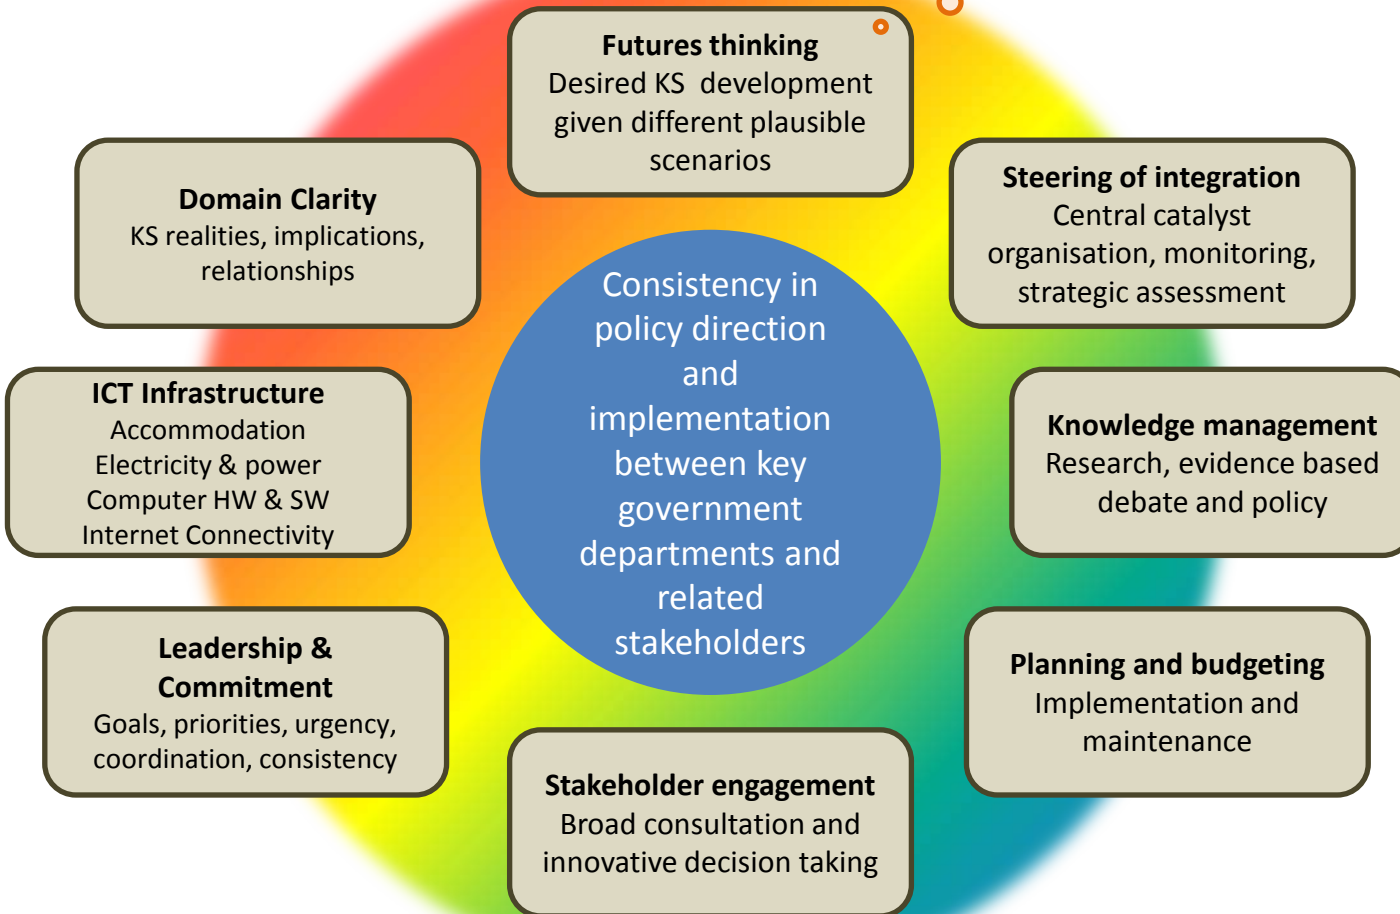 Futures thinking
Desired KS development
given different plausible
scenarios
Domain Clarity
KS realities, implications,
relationships
Steering of integration
Central catalyst
organisation, monitoring,
strategic assessment
Consistency in
policy direction
and
implementation
between key
government
departments and
related
stakeholders
ICT Infrastructure
Accommodation
Electricity & power
Computer HW & SW
Internet Connectivity
Knowledge management
Research, evidence based
debate and policy
Leadership &
Commitment
Goals, priorities, urgency,
coordination, consistency
Planning and budgeting
Implementation and
maintenance
Stakeholder engagement
Broad consultation and
innovative decision taking